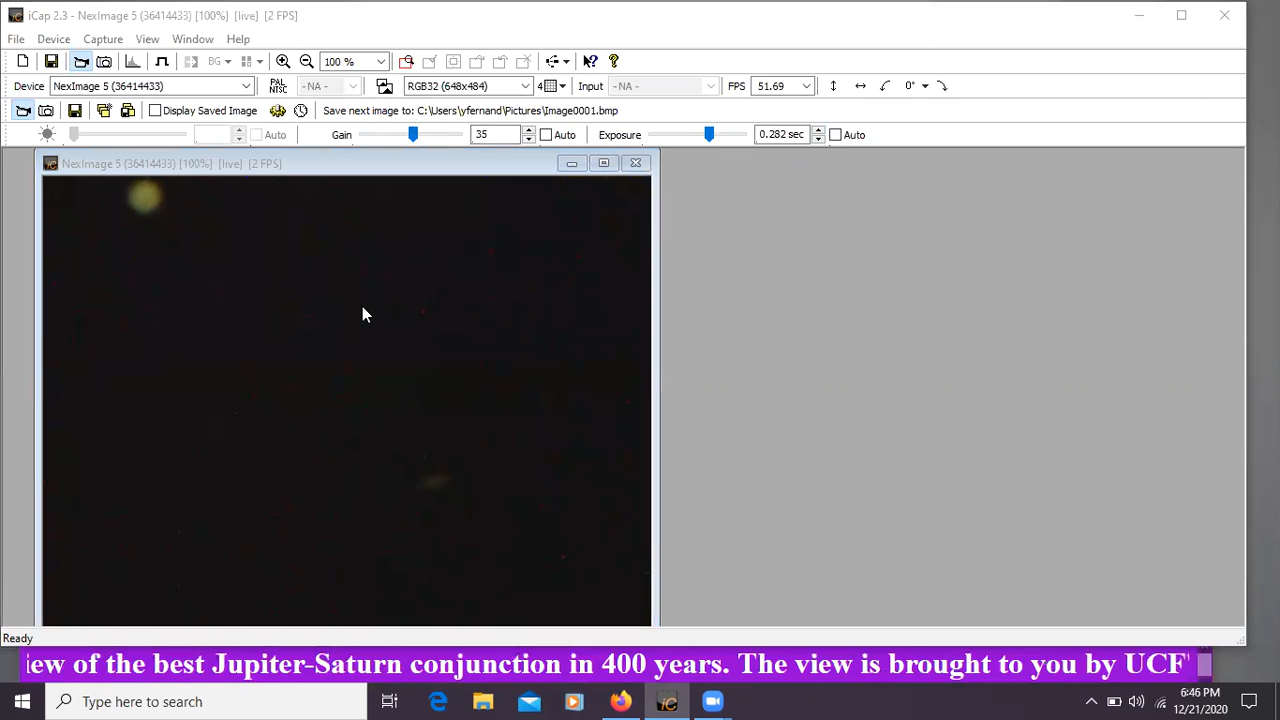 iCap 2.3 - NexImage 5 (36414433) [100%] [live] [2 FPS]
File Device Capture View Window Help
BG 100 %
Device NexImage 5 (36414433) PAL NTSC - NA - RGB32 (648x484) 4 Input - NA - FPS 51.69 0°
Display Saved Image Save next image to: C:\Users\yfernand\Pictures\Image0001.bmp
Auto Gain 35 Auto Exposure 0.282 sec Auto
NexImage 5 (36414433) [100%] [live] [2 FPS]
Ready
iew of the best Jupiter-Saturn conjunction in 400 years. The view is brought to you by UCF'
Type here to search
6:46 PM
12/21/2020